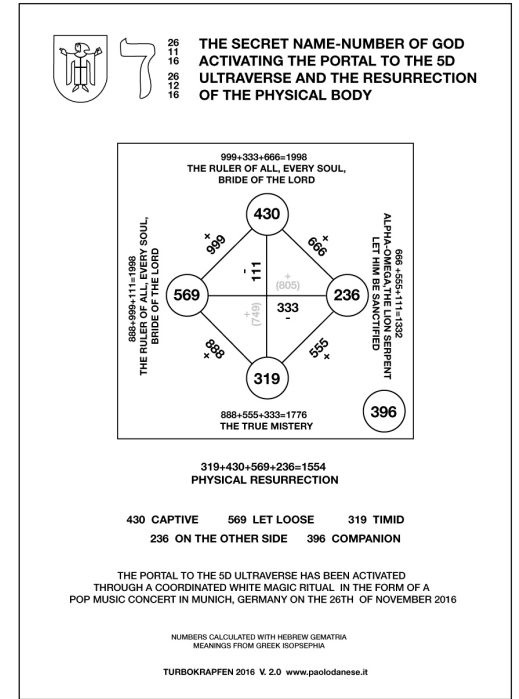 26
11
16
26
12
16
THE SECRET NAME-NUMBER OF GOD
ACTIVATING THE PORTAL TO THE 5D
ULTRAVERSE AND THE RESURRECTION
OF THE PHYSICAL BODY
999+333+666=1998
THE RULER OF ALL, EVERY SOUL,
BRIDE OF THE LORD
888+999+111=1998
THE RULER OF ALL, EVERY SOUL,
BRIDE OF THE LORD
430
+
999
+
666
-
111
+
(805)
569
236
+
(749)
333
-
888
+
555
+
319
666 +555+111=1332
ALPHA-OMEGA,THE LION SERPENT
LET HIM BE SANCTIFIED
396
888+555+333=1776
THE TRUE MISTERY
319+430+569+236=1554
PHYSICAL RESURRECTION
430 CAPTIVE 569 LET LOOSE 319 TIMID
236 ON THE OTHER SIDE 396 COMPANION
THE PORTAL TO THE 5D ULTRAVERSE HAS BEEN ACTIVATED
THROUGH A COORDINATED WHITE MAGIC RITUAL IN THE FORM OF A
POP MUSIC CONCERT IN MUNICH, GERMANY ON THE 26TH OF NOVEMBER 2016
NUMBERS CALCULATED WITH HEBREW GEMATRIA
MEANINGS FROM GREEK ISOPSEPHIA
TURBOKRAPFEN 2016 V. 2.0 www.paolodanese.it